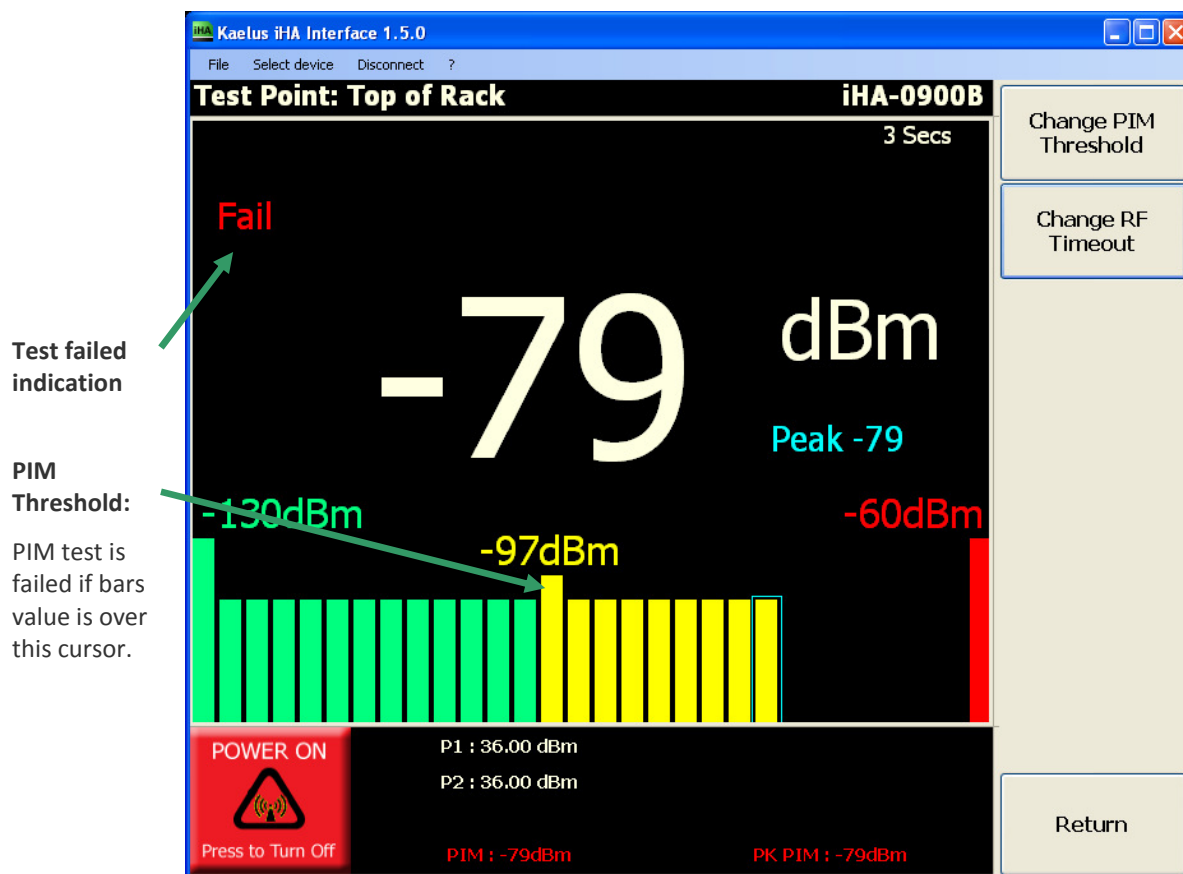 Kaelus iHA Interface 1.5.0
File Select device Disconnect ?
Test Point: Top of Rack iHA-0900B
3 Secs
Change PIM
Threshold
Change RF
Timeout
Fail
-79 dBm
Peak -79
Test failed
indication
PIM
Threshold:
PIM test is
failed if bars
value is over
this cursor.
-130dBm
-97dBm
-60dBm
POWER ON
Press to Turn Off
P1 : 36.00 dBm
P2 : 36.00 dBm
PIM : -79dBm PK PIM : -79dBm
Return